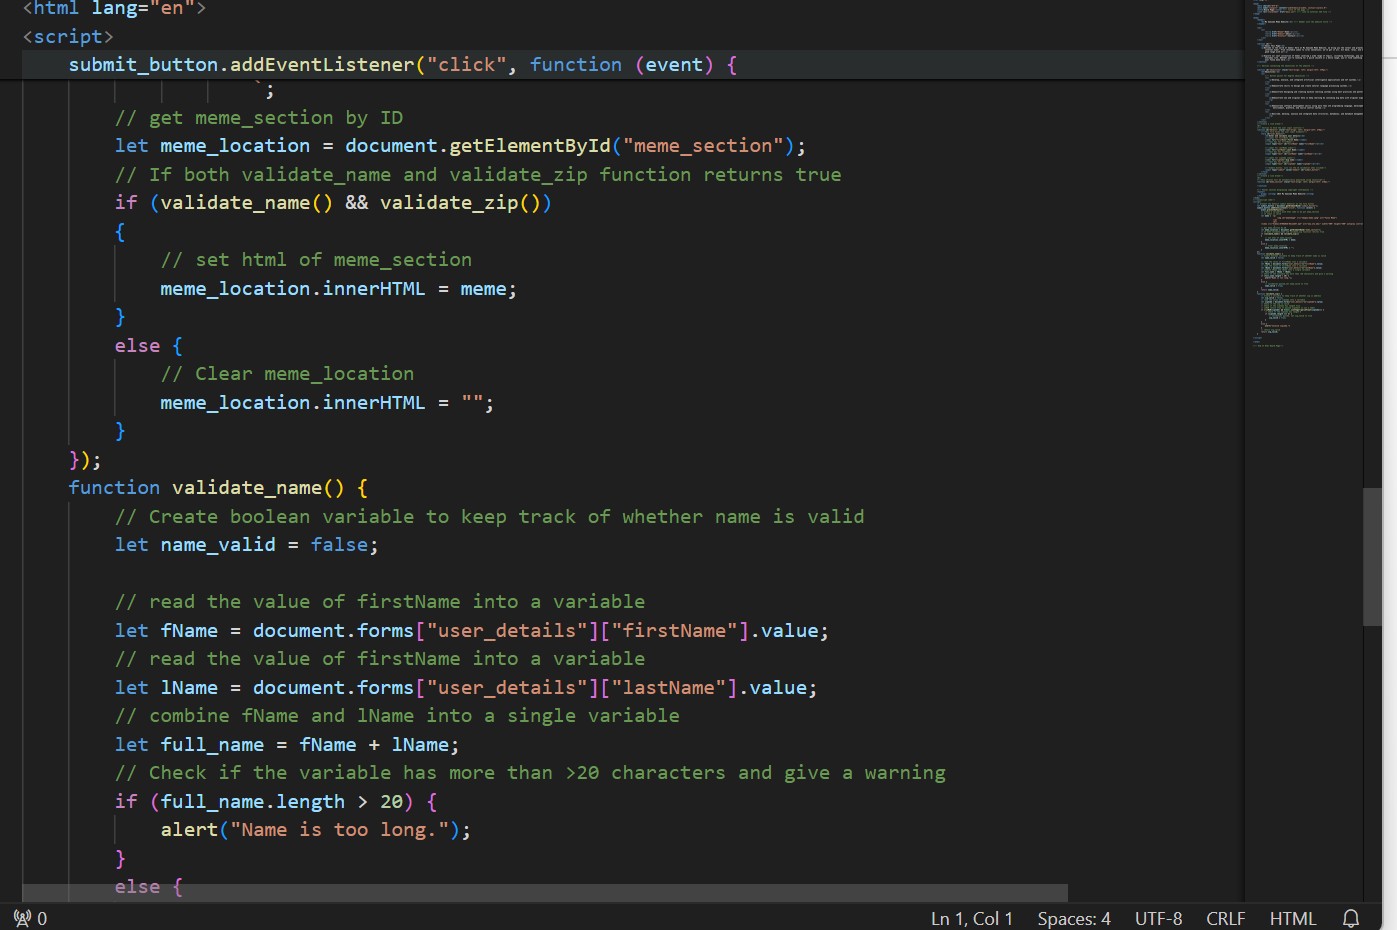 <html lang="en">
<script>
submit_button.addEventListener("click", function (event) {
`;
// get meme_section by ID
let meme_location = document.getElementById("meme_section");
// If both validate_name and validate_zip function returns true
if (validate_name() && validate_zip())
{
// set html of meme_section
meme_location.innerHTML = meme;
}
else {
// Clear meme_location
meme_location.innerHTML = "";
}
});
function validate_name() {
// Create boolean variable to keep track of whether name is valid
let name_valid = false;
// read the value of firstName into a variable
let fName = document.forms["user_details"]["firstName"].value;
// read the value of firstName into a variable
let lName = document.forms["user_details"]["lastName"].value;
// combine fName and lName into a single variable
let full_name = fName + lName;
// Check if the variable has more than >20 characters and give a warning
if (full_name.length > 20) {
alert("Name is too long.");
}
else {
0 Ln 1, Col 1 Spaces: 4 UTF-8 CRLF HTML